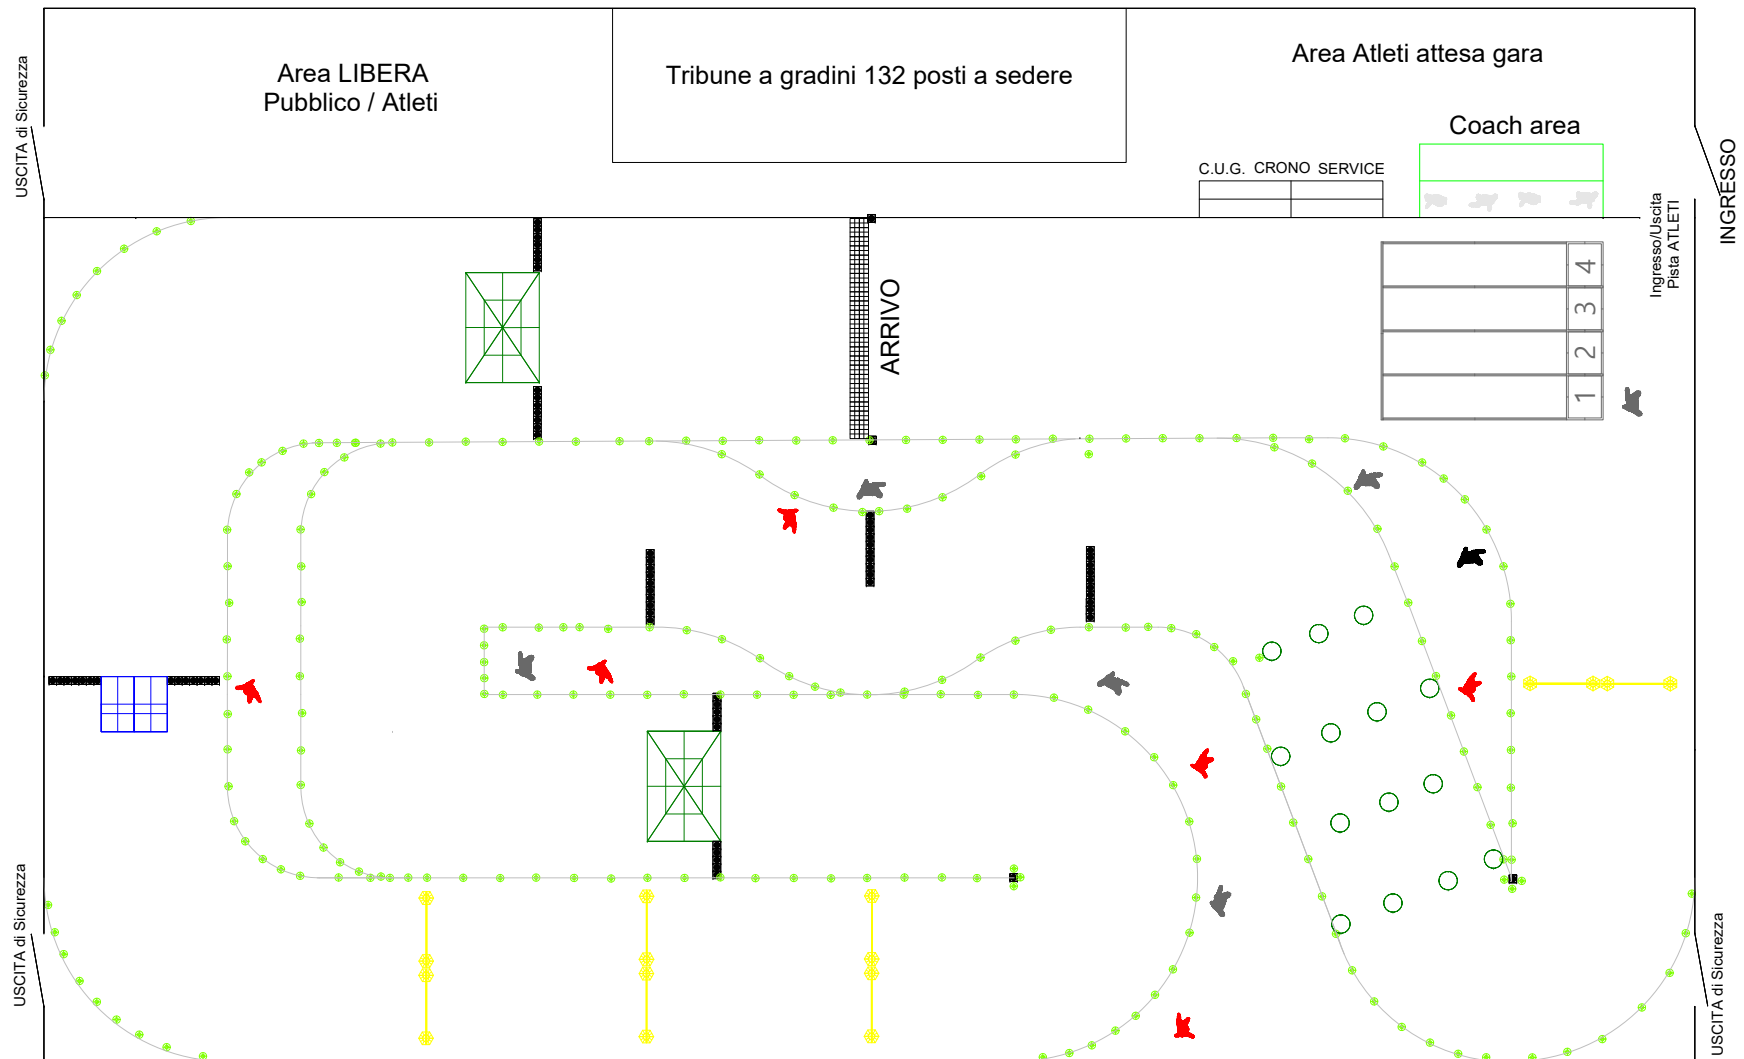 Area LIBERA
Pubblico / Atleti
Tribune a gradini 132 posti a sedere
Area Atleti attesa gara
Coach area
C.U.G. CRONO SERVICE
USCITA di Sicurezza
INGRESSO
Ingresso/Uscita
Pista ATLETI
ARRIVO
4
3
2
1
USCITA di Sicurezza
USCITA di Sicurezza